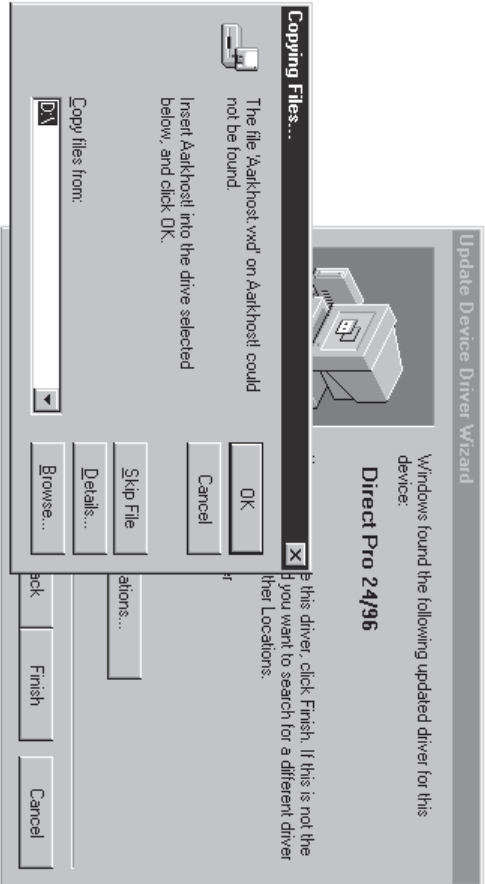 Update Device Driver Wizard
Windows found the following updated driver for this
device:
Direct Pro 24/96
e this driver, click Finish. If this is not the
d you want to search for a different driver
ther Locations.
ations...
ack
Finish
Cancel
Copying Files...
The file 'Aarkhost.vxd' on Aarkhost! could
not be found.
Insert Aarkhost! into the drive selected
below, and click OK.
Copy files from:
D:\
OK
Cancel
Skip File
Details...
Browse...